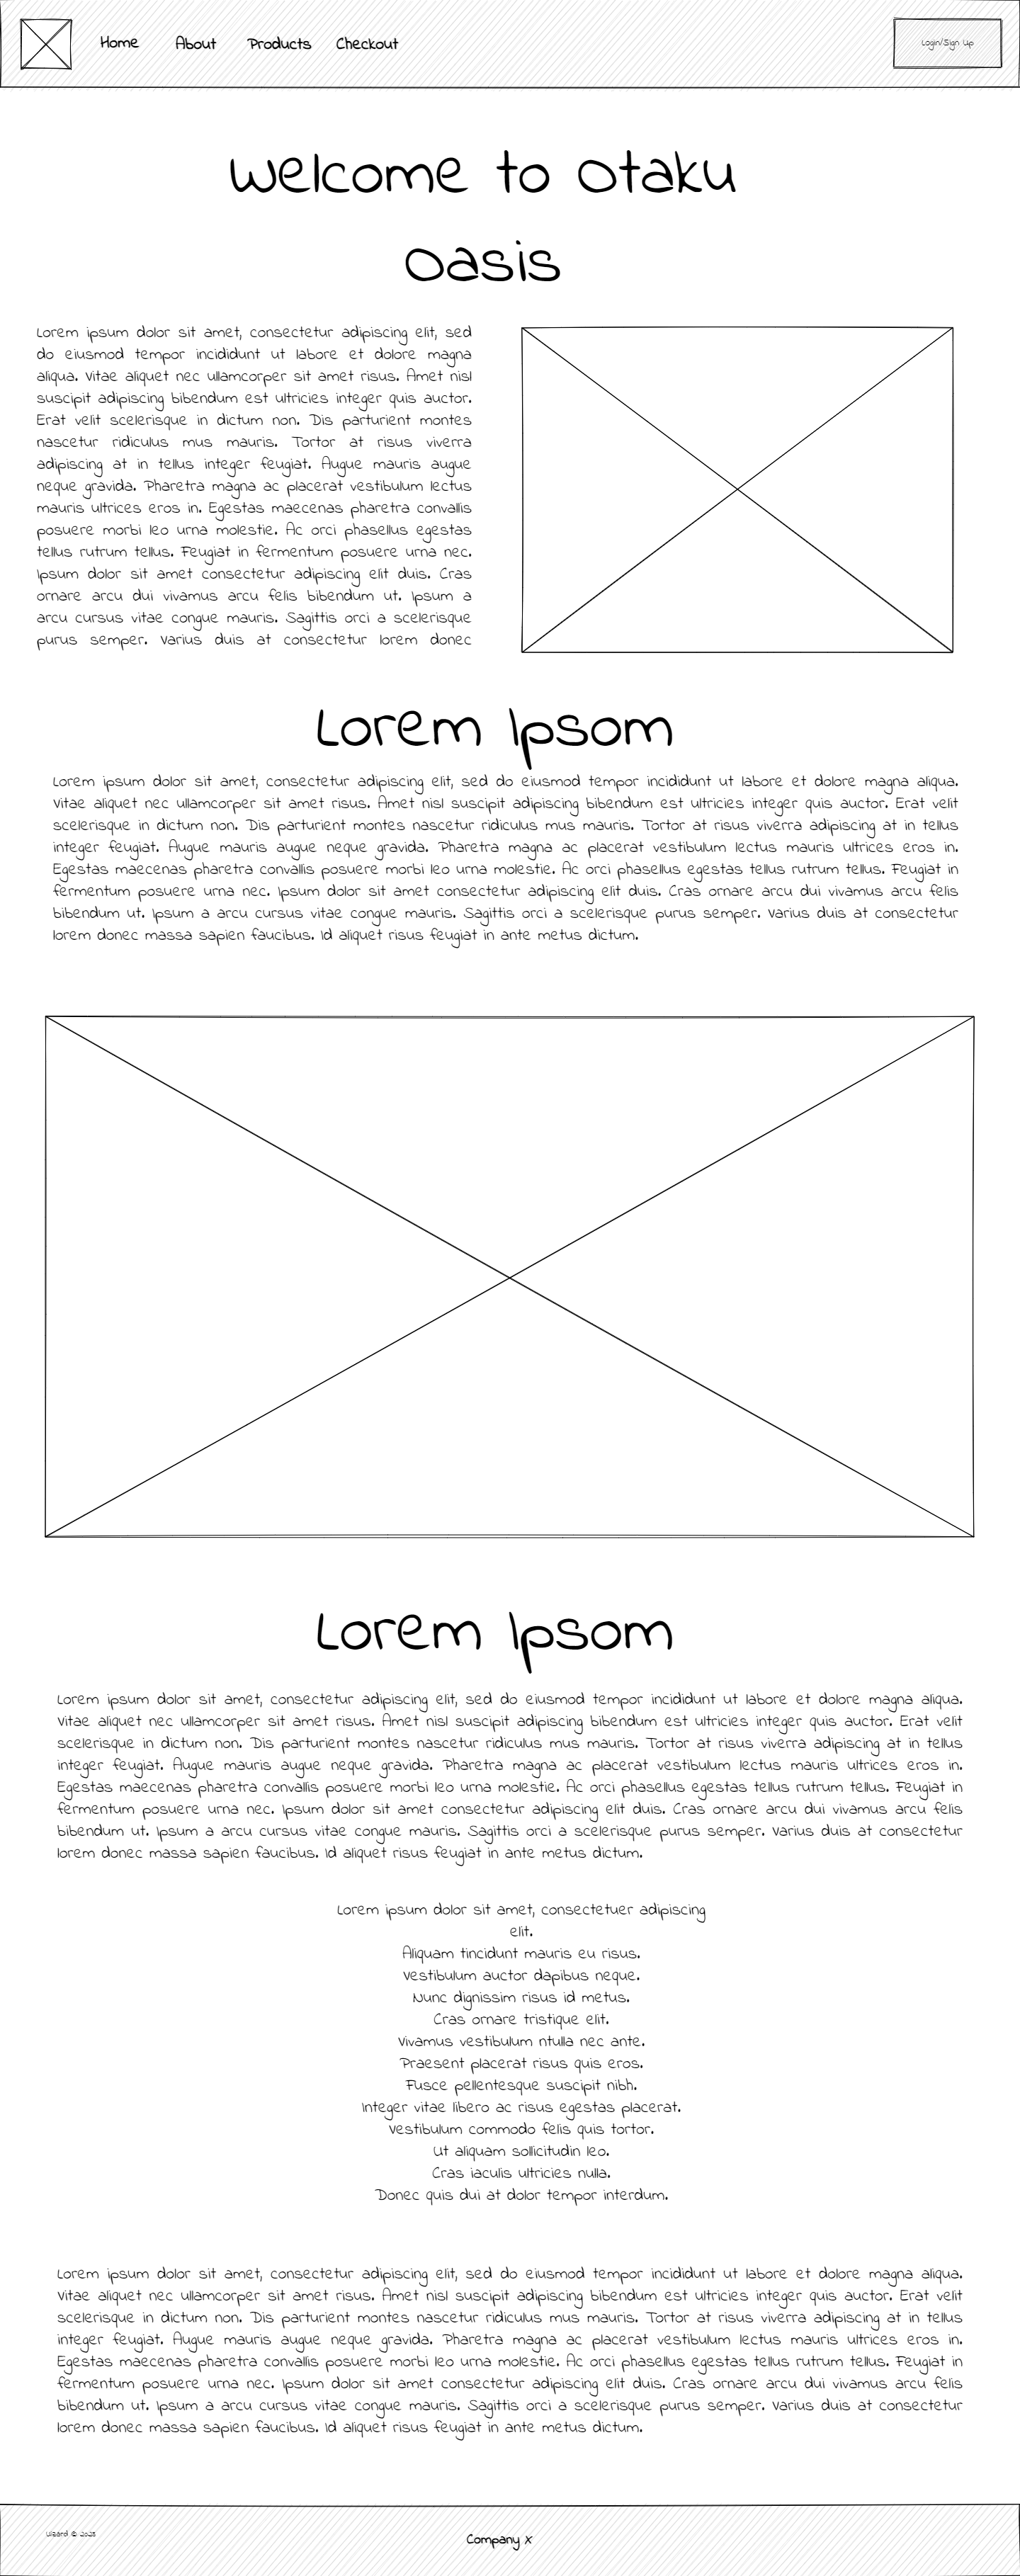 Home About Products Checkout Login/Sign Up
Welcome to Otaku
Oasis
Lorem ipsum dolor sit amet, consectetur adipiscing elit, sed
do eiusmod tempor incididunt ut labore et dolore magna
aliqua. Vitae aliquet nec ullamcorper sit amet risus. Amet nisl
suscipit adipiscing bibendum est ultricies integer quis auctor.
Erat velit scelerisque in dictum non. Dis parturient montes
nascetur ridiculus mus mauris. Tortor at risus viverra
adipiscing at in tellus integer feugiat. Augue mauris augue
neque gravida. Pharetra magna ac placerat vestibulum lectus
mauris ultrices eros in. Egestas maecenas pharetra convallis
posuere morbi leo urna molestie. Ac orci phasellus egestas
tellus rutrum tellus. Feugiat in fermentum posuere urna nec.
Ipsum dolor sit amet consectetur adipiscing elit duis. Cras
ornare arcu dui vivamus arcu felis bibendum ut. Ipsum a
arcu cursus vitae congue mauris. Sagittis orci a scelerisque
purus semper. Varius duis at consectetur lorem donec
Lorem Ipsom
Lorem ipsum dolor sit amet, consectetur adipiscing elit, sed do eiusmod tempor incididunt ut labore et dolore magna aliqua.
Vitae aliquet nec ullamcorper sit amet risus. Amet nisl suscipit adipiscing bibendum est ultricies integer quis auctor. Erat velit
scelerisque in dictum non. Dis parturient montes nascetur ridiculus mus mauris. Tortor at risus viverra adipiscing at in tellus
integer feugiat. Augue mauris augue neque gravida. Pharetra magna ac placerat vestibulum lectus mauris ultrices eros in.
Egestas maecenas pharetra convallis posuere morbi leo urna molestie. Ac orci phasellus egestas tellus rutrum tellus. Feugiat in
fermentum posuere urna nec. Ipsum dolor sit amet consectetur adipiscing elit duis. Cras ornare arcu dui vivamus arcu felis
bibendum ut. Ipsum a arcu cursus vitae congue mauris. Sagittis orci a scelerisque purus semper. Varius duis at consectetur
lorem donec massa sapien faucibus. Id aliquet risus feugiat in ante metus dictum.
Lorem Ipsom
Lorem ipsum dolor sit amet, consectetur adipiscing elit, sed do eiusmod tempor incididunt ut labore et dolore magna aliqua.
Vitae aliquet nec ullamcorper sit amet risus. Amet nisl suscipit adipiscing bibendum est ultricies integer quis auctor. Erat velit
scelerisque in dictum non. Dis parturient montes nascetur ridiculus mus mauris. Tortor at risus viverra adipiscing at in tellus
integer feugiat. Augue mauris augue neque gravida. Pharetra magna ac placerat vestibulum lectus mauris ultrices eros in.
Egestas maecenas pharetra convallis posuere morbi leo urna molestie. Ac orci phasellus egestas tellus rutrum tellus. Feugiat in
fermentum posuere urna nec. Ipsum dolor sit amet consectetur adipiscing elit duis. Cras ornare arcu dui vivamus arcu felis
bibendum ut. Ipsum a arcu cursus vitae congue mauris. Sagittis orci a scelerisque purus semper. Varius duis at consectetur
lorem donec massa sapien faucibus. Id aliquet risus feugiat in ante metus dictum.
Lorem ipsum dolor sit amet, consectetuer adipiscing
elit.
Aliquam tincidunt mauris eu risus.
Vestibulum auctor dapibus neque.
Nunc dignissim risus id metus.
Cras ornare tristique elit.
Vivamus vestibulum ntulla nec ante.
Praesent placerat risus quis eros.
Fusce pellentesque suscipit nibh.
Integer vitae libero ac risus egestas placerat.
Vestibulum commodo felis quis tortor.
Ut aliquam sollicitudin leo.
Cras iaculis ultricies nulla.
Donec quis dui at dolor tempor interdum.
Lorem ipsum dolor sit amet, consectetur adipiscing elit, sed do eiusmod tempor incididunt ut labore et dolore magna aliqua.
Vitae aliquet nec ullamcorper sit amet risus. Amet nisl suscipit adipiscing bibendum est ultricies integer quis auctor. Erat velit
scelerisque in dictum non. Dis parturient montes nascetur ridiculus mus mauris. Tortor at risus viverra adipiscing at in tellus
integer feugiat. Augue mauris augue neque gravida. Pharetra magna ac placerat vestibulum lectus mauris ultrices eros in.
Egestas maecenas pharetra convallis posuere morbi leo urna molestie. Ac orci phasellus egestas tellus rutrum tellus. Feugiat in
fermentum posuere urna nec. Ipsum dolor sit amet consectetur adipiscing elit duis. Cras ornare arcu dui vivamus arcu felis
bibendum ut. Ipsum a arcu cursus vitae congue mauris. Sagittis orci a scelerisque purus semper. Varius duis at consectetur
lorem donec massa sapien faucibus. Id aliquet risus feugiat in ante metus dictum.
Uizard ©
Company X